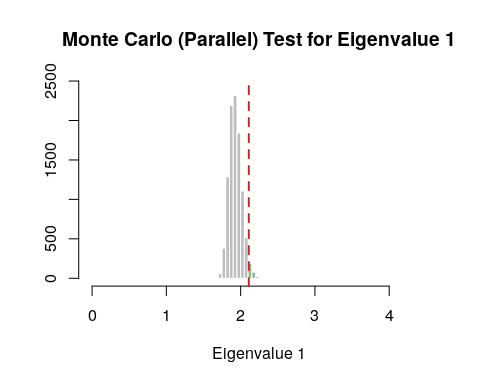 Monte Carlo (Parallel) Test for Eigenvalue 1
2500
1500
500
0
0 1 2 3 4
Eigenvalue 1